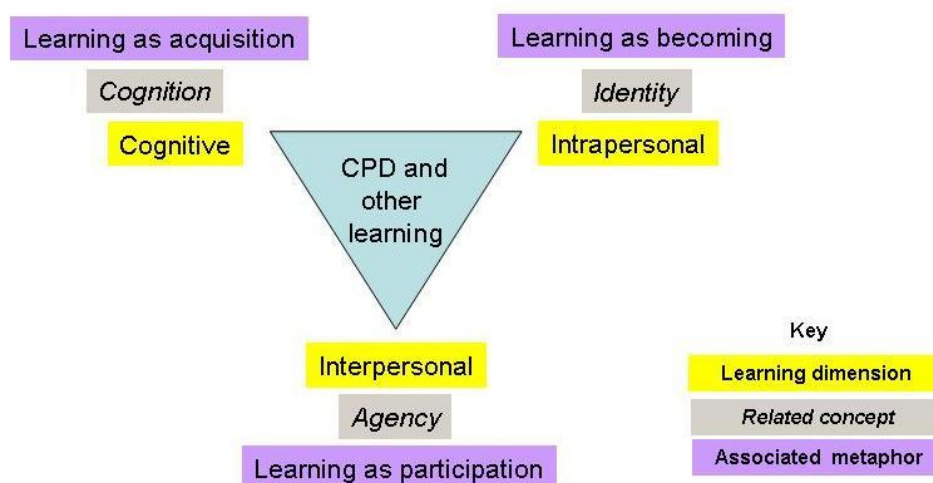 Learning as acquisition
Cognition
Cognitive
Learning as becoming
Identity
Intrapersonal
CPD and
other
learning
Interpersonal
Agency
Learning as participation
Key
Learning dimension
Related concept
Associated metaphor